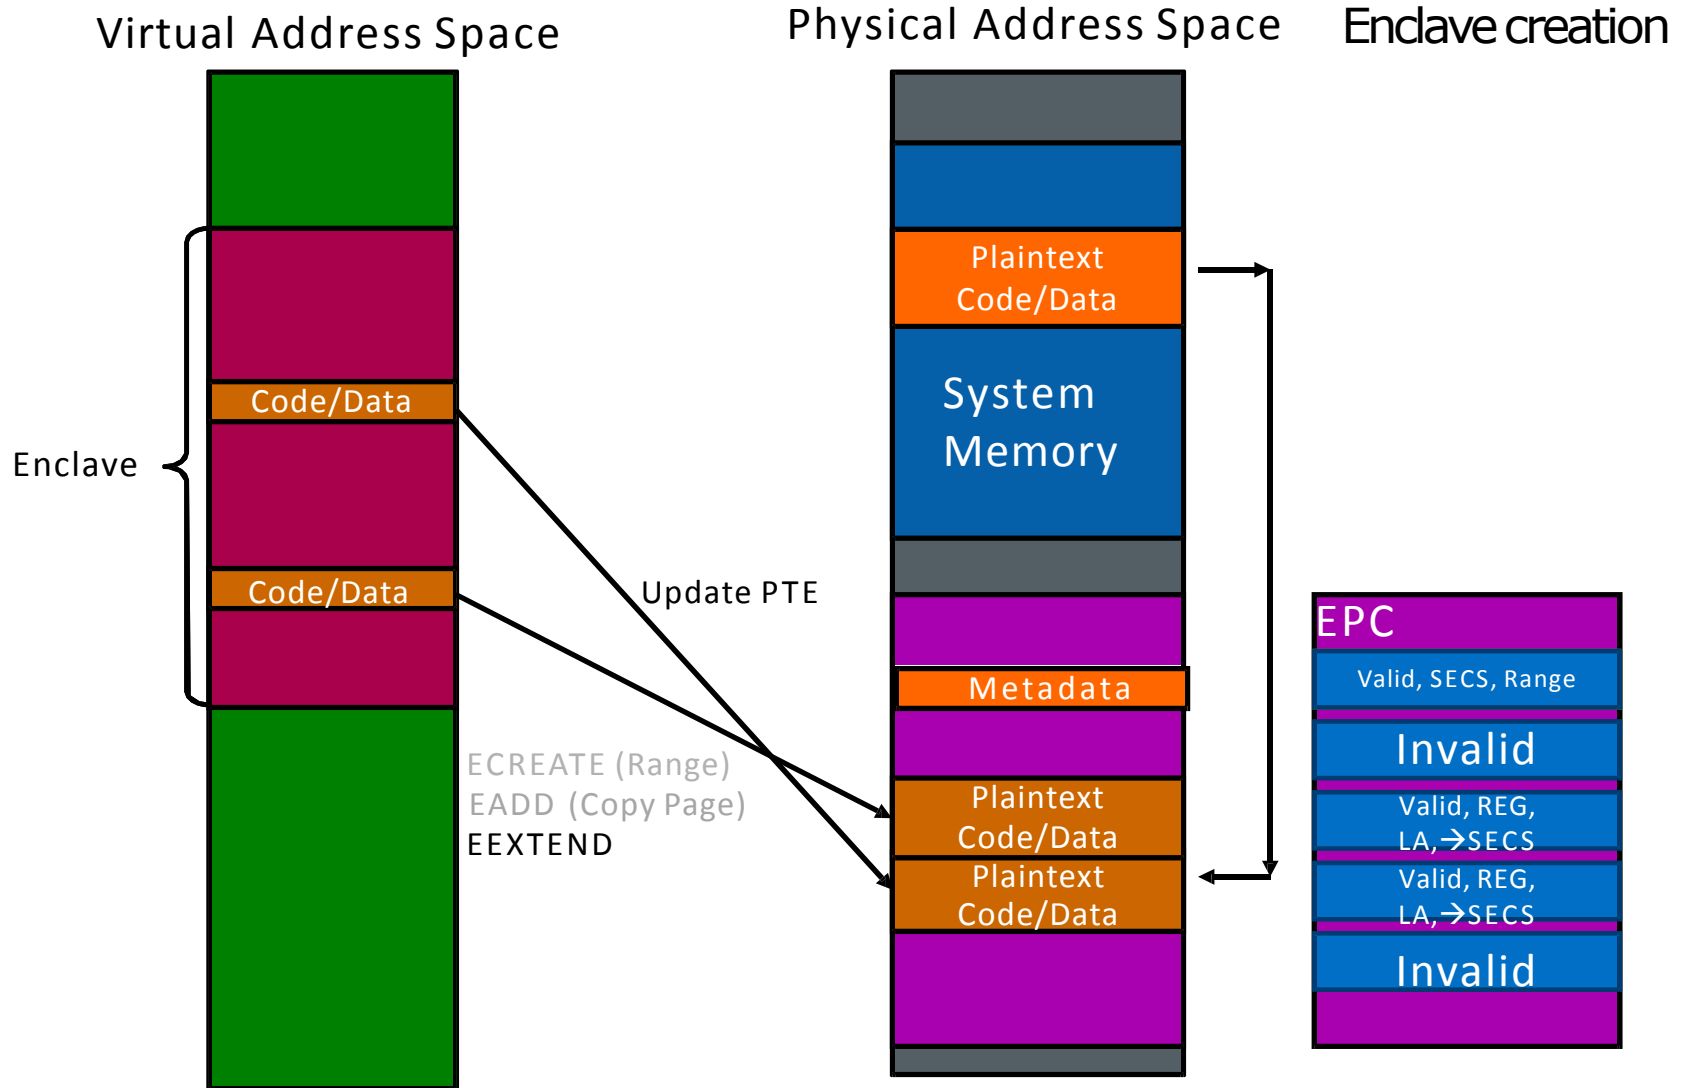 Virtual Address Space
Physical Address Space
Enclave creation
Plaintext
Code/Data
System
Memory
Code/Data
Enclave
Code/Data
Update PTE
EPC
Metadata
Valid, SECS, Range
Invalid
ECREATE (Range)
EADD (Copy Page)
EEXTEND
Plaintext
Code/Data
Plaintext
Code/Data
Valid, REG,
LA,→SECS
Valid, REG,
LA,→SECS
Invalid